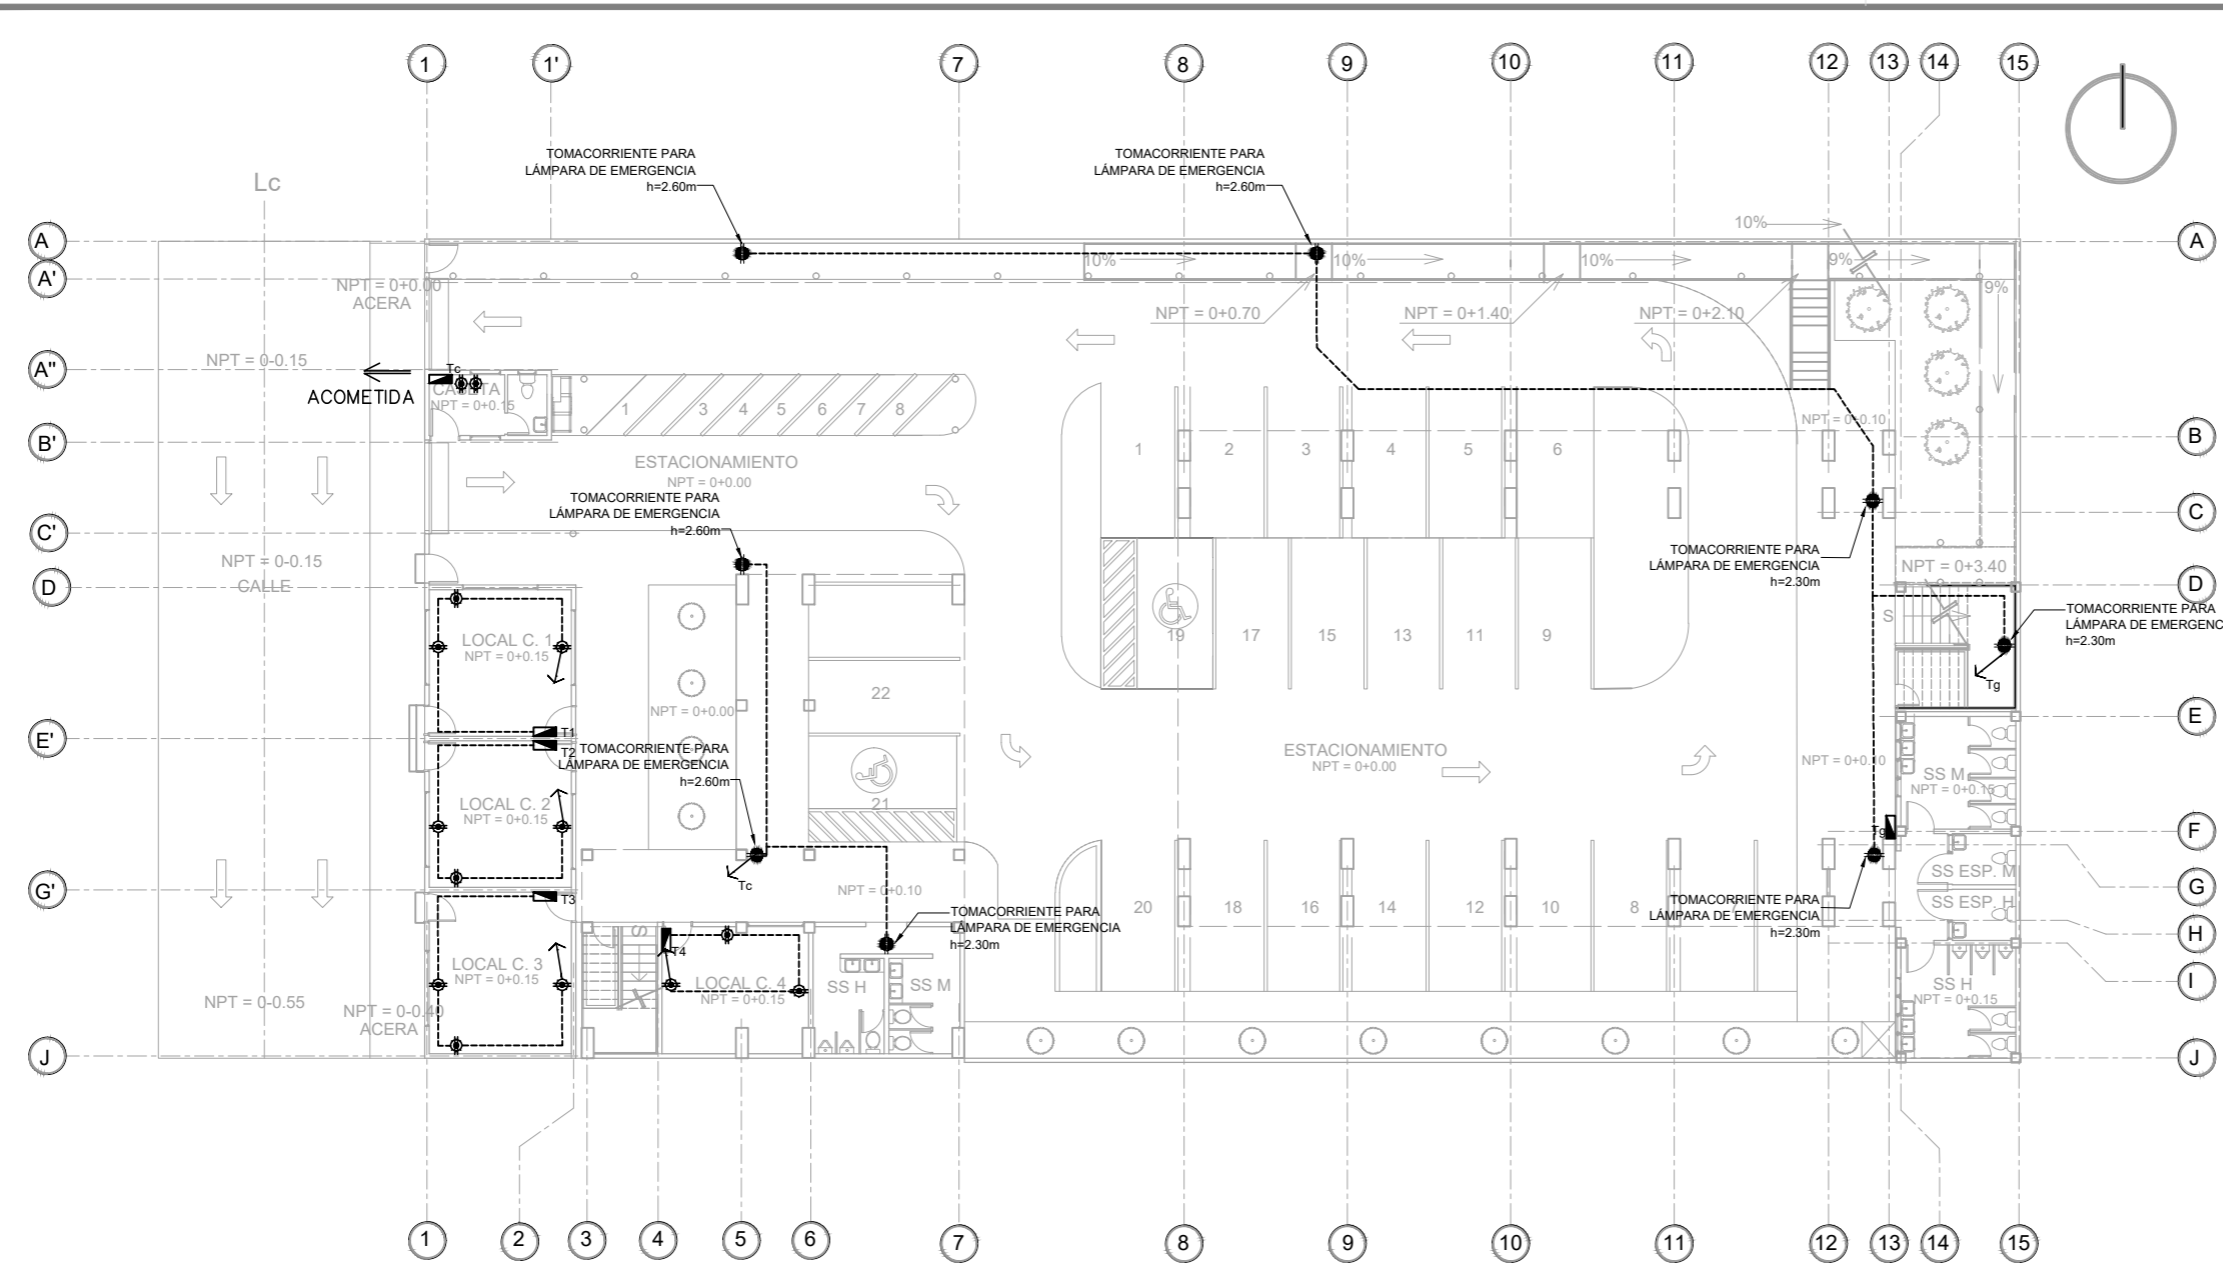 1
1'
7
8
9
10
11
12
13
14
15
TOMACORRIENTE PARA
LÁMPARA DE EMERGENCIA
h=2.60m
TOMACORRIENTE PARA
LÁMPARA DE EMERGENCIA
h=2.60m
Lc
10%
A
A
10%
10%
10%
9%
A'
NPT = 0+0.00
ACERA
9%
NPT = 0+0.70
NPT = 0+1.40
NPT = 0+2.10
NPT = 0-0.15
A''
Tc
ACOMETIDA
CASETA
NPT = 0+0.15
1
3
4
5
6
7
8
NPT = 0+0.10
B'
B
1
2
3
4
5
6
ESTACIONAMIENTO
NPT = 0+0.00
TOMACORRIENTE PARA
LÁMPARA DE EMERGENCIA
h=2.60m
C
C'
TOMACORRIENTE PARA
LÁMPARA DE EMERGENCIA
h=2.30m
NPT = 0-0.15
CALLE
NPT = 0+3.40
D
D
S
TOMACORRIENTE PARA
LÁMPARA DE EMERGENC
h=2.30m
LOCAL C. 1
NPT = 0+0.15
19
17
15
13
11
9
Tg
22
NPT = 0+0.00
E
E'
T1
T2
TOMACORRIENTE PARA
LÁMPARA DE EMERGENCIA
h=2.60m
ESTACIONAMIENTO
NPT = 0+0.00
NPT = 0+0.10
SS M
NPT = 0+0.15
LOCAL C. 2
NPT = 0+0.15
21
Tg
F
SS ESP. M
G
G'
Tc
NPT = 0+0.10
T3
SS ESP. H
TOMACORRIENTE PARA
LÁMPARA DE EMERGENCIA
h=2.30m
20
18
16
14
12
10
8
7
TOMACORRIENTE PARA
LÁMPARA DE EMERGENCIA
h=2.30m
H
S
T4
LOCAL C. 3
NPT = 0+0.15
LOCAL C. 4
NPT = 0+0.15
SS H
SS M
SS H
NPT = 0+0.15
I
NPT = 0-0.55
NPT = 0-0.40
ACERA
J
J
1
2
3
4
5
6
7
8
9
10
11
12
13
14
15